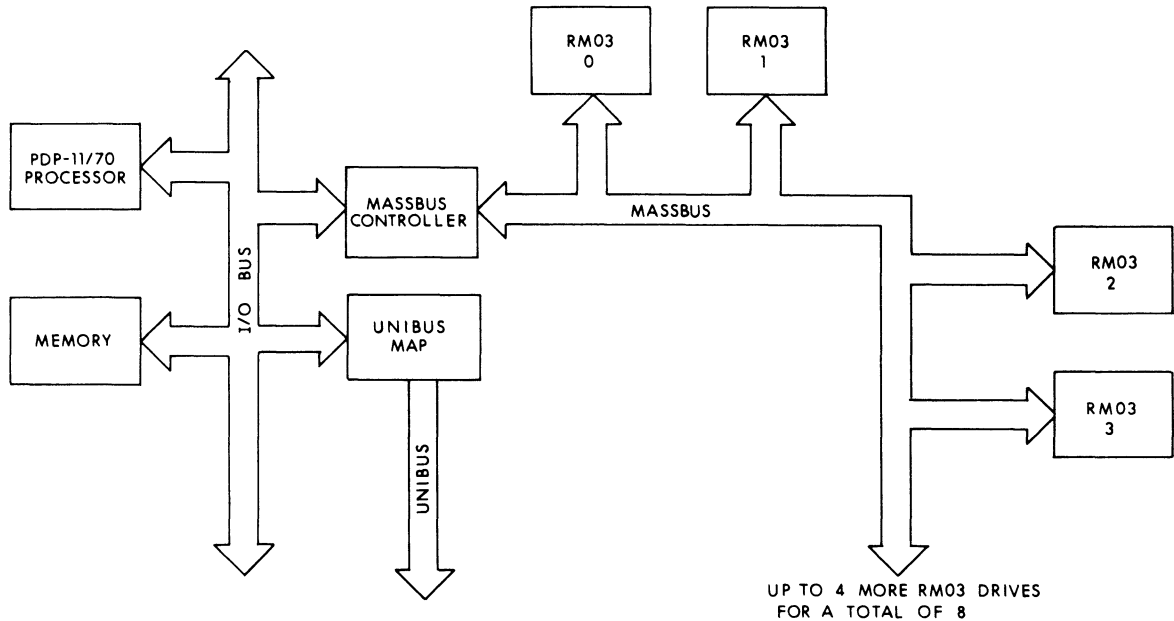 RM03
0
RM03
1
PDP-11/70
PROCESSOR
MASSBUS
CONTROLLER
MASSBUS
I/O BUS
RM03
2
MEMORY
UNIBUS
MAP
RM03
3
UNIBUS
UP TO 4 MORE RM03 DRIVES
FOR A TOTAL OF 8